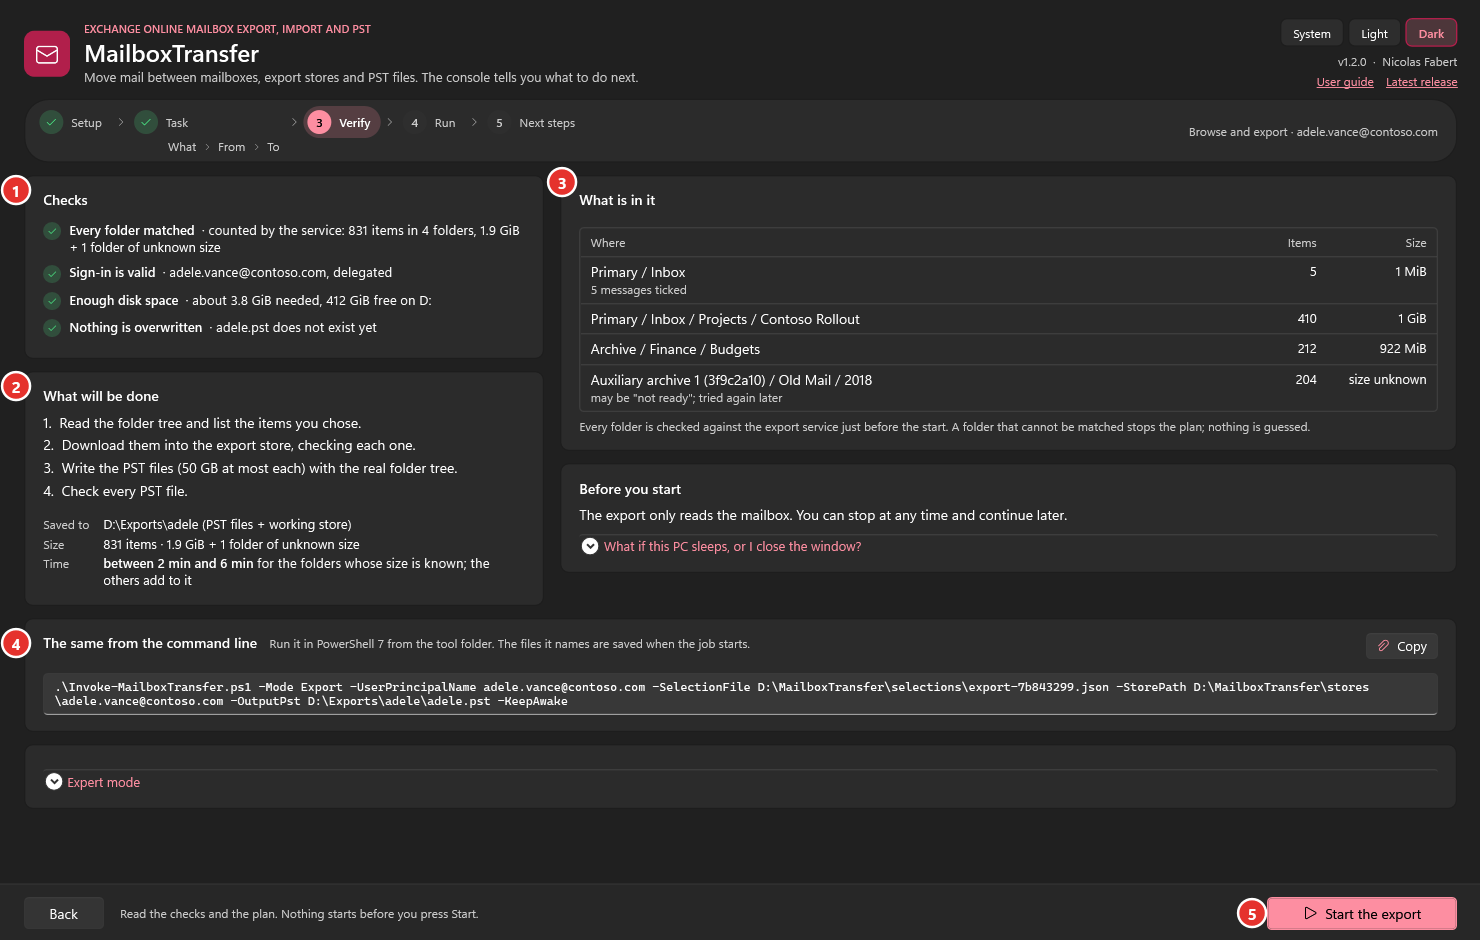 EXCHANGE ONLINE MAILBOX EXPORT, IMPORT AND PST
MailboxTransfer
Move mail between mailboxes, export stores and PST files. The console tells you what to do next.
System
Light
Dark
v1.2.0 · Nicolas Fabert
User guide
Latest release
Setup
Task
3 Verify
4 Run
5 Next steps
What
From
To
Browse and export · adele.vance@contoso.com
1
Checks
Every folder matched · counted by the service: 831 items in 4 folders, 1.9 GiB
+ 1 folder of unknown size
Sign-in is valid · adele.vance@contoso.com, delegated
Enough disk space · about 3.8 GiB needed, 412 GiB free on D:
Nothing is overwritten · adele.pst does not exist yet
2
What will be done
1. Read the folder tree and list the items you chose.
2. Download them into the export store, checking each one.
3. Write the PST files (50 GB at most each) with the real folder tree.
4. Check every PST file.
Saved to D:\Exports\adele (PST files + working store)
Size 831 items · 1.9 GiB + 1 folder of unknown size
Time between 2 min and 6 min for the folders whose size is known; the
others add to it
3
What is in it
Where Items Size
Primary / Inbox 5 1 MiB
5 messages ticked
Primary / Inbox / Projects / Contoso Rollout 410 1 GiB
Archive / Finance / Budgets 212 922 MiB
Auxiliary archive 1 (3f9c2a10) / Old Mail / 2018 204 size unknown
may be "not ready"; tried again later
Every folder is checked against the export service just before the start. A folder that cannot be matched stops the plan; nothing is guessed.
Before you start
The export only reads the mailbox. You can stop at any time and continue later.
What if this PC sleeps, or I close the window?
4
The same from the command line Run it in PowerShell 7 from the tool folder. The files it names are saved when the job starts.
Copy
.\Invoke-MailboxTransfer.ps1 -Mode Export -UserPrincipalName adele.vance@contoso.com -SelectionFile D:\MailboxTransfer\selections\export-7b843299.json -StorePath D:\MailboxTransfer\stores
\adele.vance@contoso.com -OutputPst D:\Exports\adele\adele.pst -KeepAwake
Expert mode
Back
Read the checks and the plan. Nothing starts before you press Start.
5
Start the export